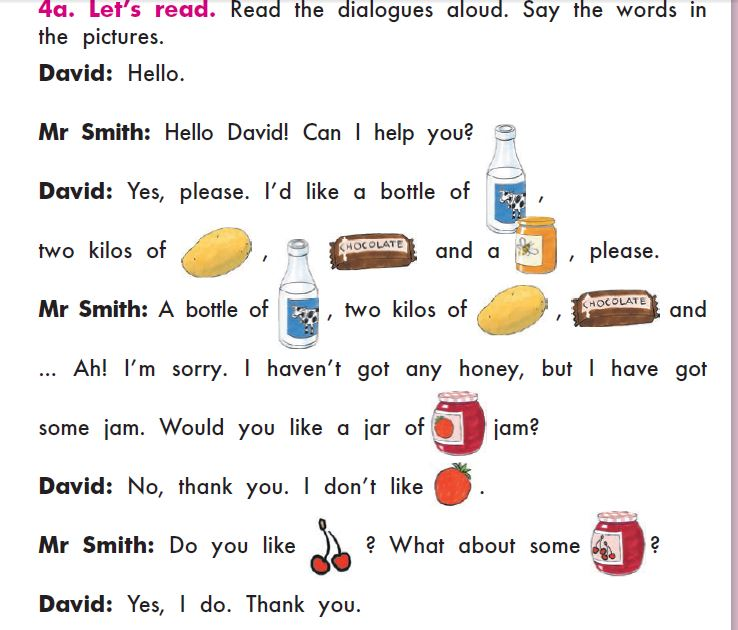 4a. Let's read. Read the dialogues aloud. Say the words in
the pictures.
David: Hello.
Mr Smith: Hello David! Can I help you?
David: Yes, please. I'd like a bottle of ,
two kilos of , CHOCOLATE and a , please.
Mr Smith: A bottle of , two kilos of , CHOCOLATE and
... Ah! I'm sorry. I haven't got any honey, but I have got
some jam. Would you like a jar of jam?
David: No, thank you. I don't like .
Mr Smith: Do you like ? What about some ?
David: Yes, I do. Thank you.